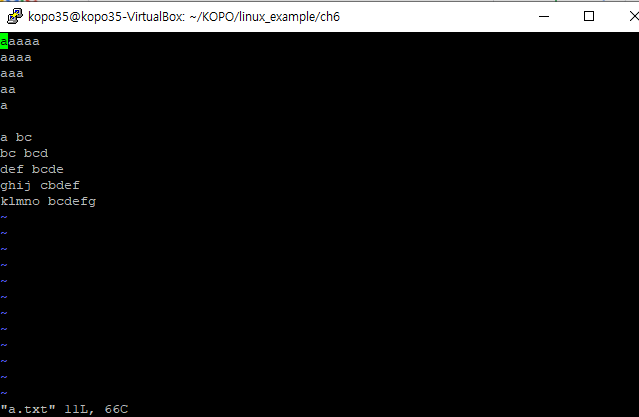 kopo35@kopo35-VirtualBox: ~/KOPO/linux_example/ch6
aaaaa
aaaa
aaa
aa
a
a bc
bc bcd
def bcde
ghij cbdef
klmno bcdefg
~
~
~
~
~
~
~
~
~
~
~
~
"a.txt" 11L, 66C